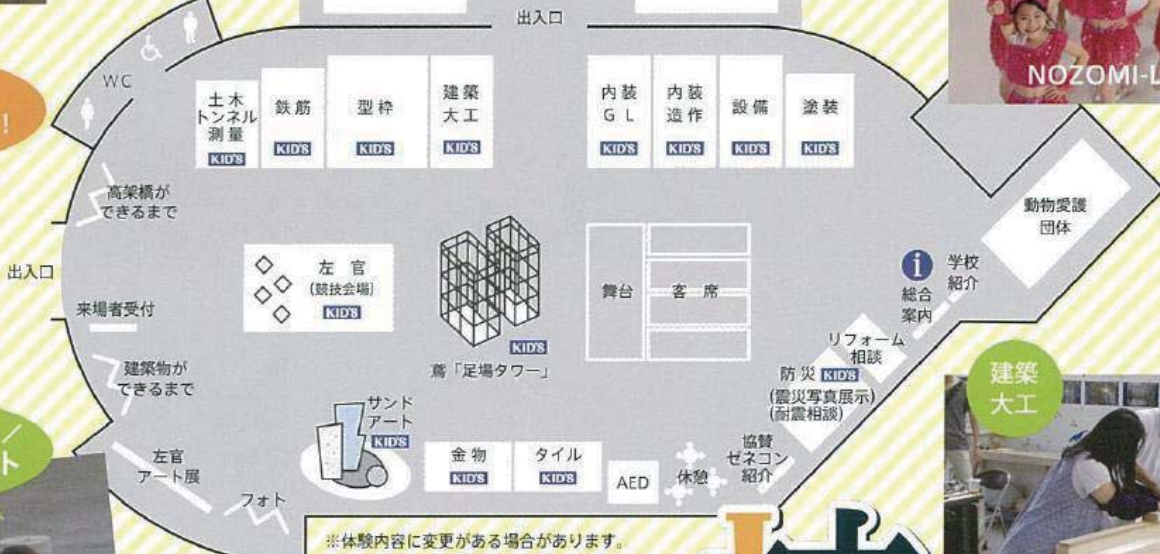 出入口
WC
NOZOMI-L
!
土木
トンネル
測量
KID'S
鉄筋
KID'S
型枠
KID'S
建築
大工
KID'S
内装
GL
KID'S
内装
造作
KID'S
設備
KID'S
塗装
KID'S
高架橋が
できるまで
動物愛護
団体
出入口
左官
(競技会場)
KID'S
KID'S
鳶「足場タワー」
舞台
客席
i
総合
案内
学校
紹介
来場者受付
建築物が
できるまで
リフォーム
相談
防災 KID'S
(震災写真展示)
(耐震相談)
建築
大工
サンド
アート
KID'S
左官
アート展
フォト
金物
KID'S
タイル
KID'S
AED
休憩
協賛
ゼネコン
紹介
ト
※体験内容に変更がある場合があります。